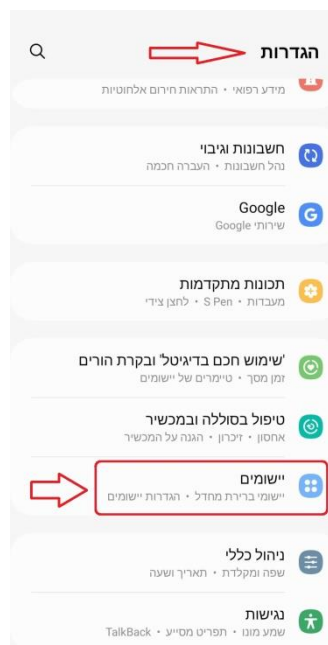 הגדרות
מידע רפואי • התראות חירום אלחוטיות
חשבונות וגיבוי
נהל חשבונות • העברה חכמה
Google
שירותי Google
תכונות מתקדמות
מעבדות • S Pen • לחצן צידי
'שימוש חכם בדיגיטל' ובקרת הורים
זמן מסך • טיימרים של יישומים
טיפול בסוללה ובמכשיר
אחסון • זיכרון • הגנה על המכשיר
יישומים
יישומי ברירת מחדל • הגדרות יישומים
ניהול כללי
שפה ומקלדת • תאריך ושעה
נגישות
שמע מונו • תפריט מסייע • TalkBack